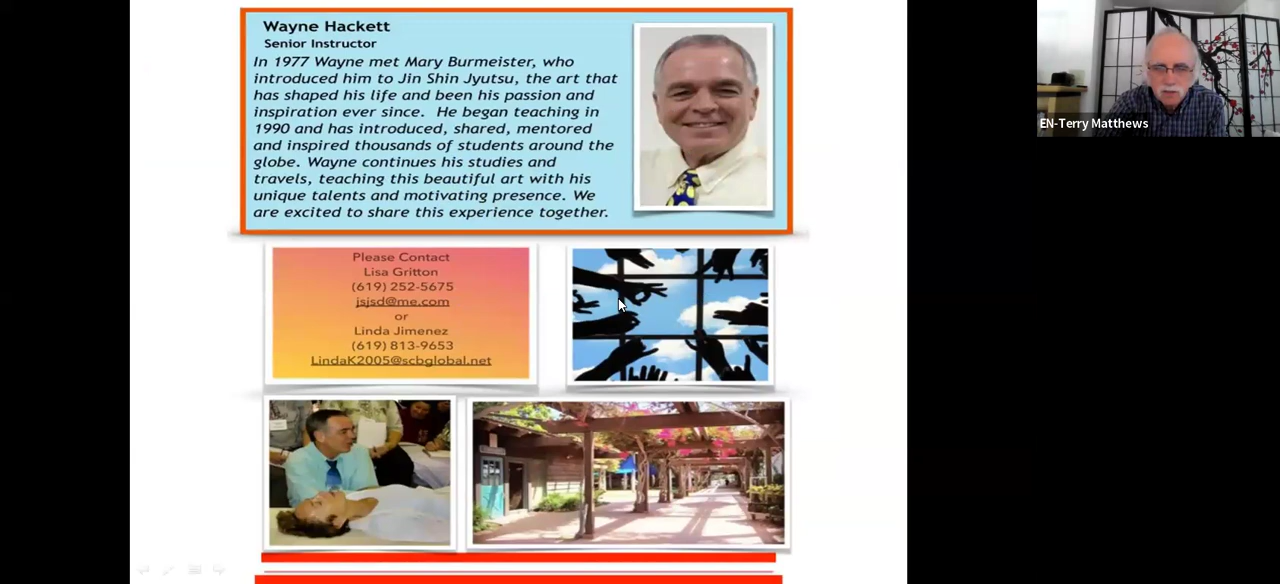 Wayne Hackett
Senior Instructor
In 1977 Wayne met Mary Burmeister, who
introduced him to Jin Shin Jyutsu, the art that
has shaped his life and been his passion and
inspiration ever since. He began teaching in
1990 and has introduced, shared, mentored
and inspired thousands of students around the
globe. Wayne continues his studies and
travels, teaching this beautiful art with his
unique talents and motivating presence. We
are excited to share this experience together.
Please Contact
Lisa Gritton
(619) 252-5675
jsjsd@me.com
or
Linda Jimenez
(619) 813-9653
LindaK2005@scbglobal.net
EN-Terry Matthews